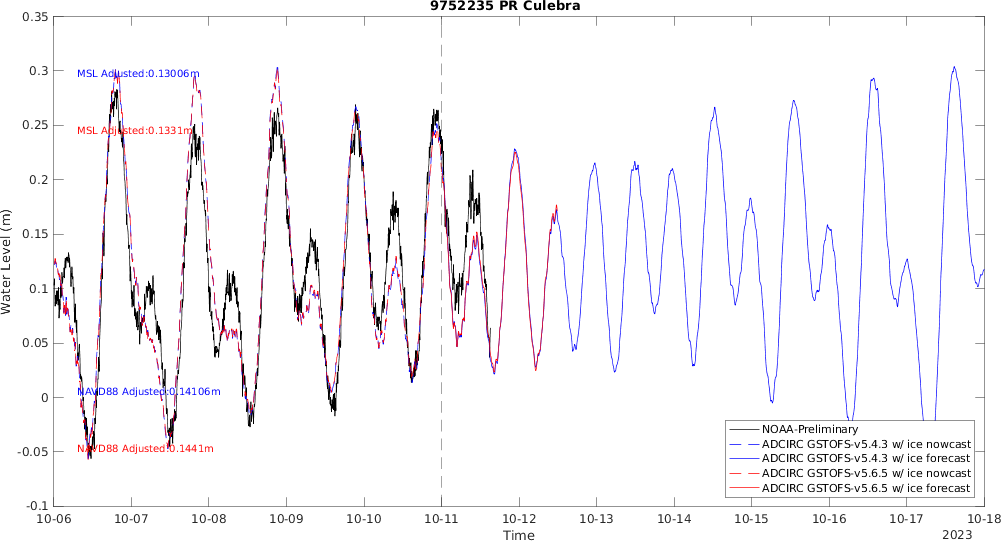 9752235 PR Culebra
0.35
0.3
0.25
0.2
0.15
0.1
0.05
0
-0.05
-0.1
Water Level (m)
MSL Adjusted:0.13006m
MSL Adjusted:0.1331m
NAVD88 Adjusted:0.14106m
NAVD88 Adjusted:0.1441m
NOAA-Preliminary
ADCIRC GSTOFS-v5.4.3 w/ ice nowcast
ADCIRC GSTOFS-v5.4.3 w/ ice forecast
ADCIRC GSTOFS-v5.6.5 w/ ice nowcast
ADCIRC GSTOFS-v5.6.5 w/ ice forecast
10-06 10-07 10-08 10-09 10-10 10-11 10-12 10-13 10-14 10-15 10-16 10-17 10-18
Time
2023